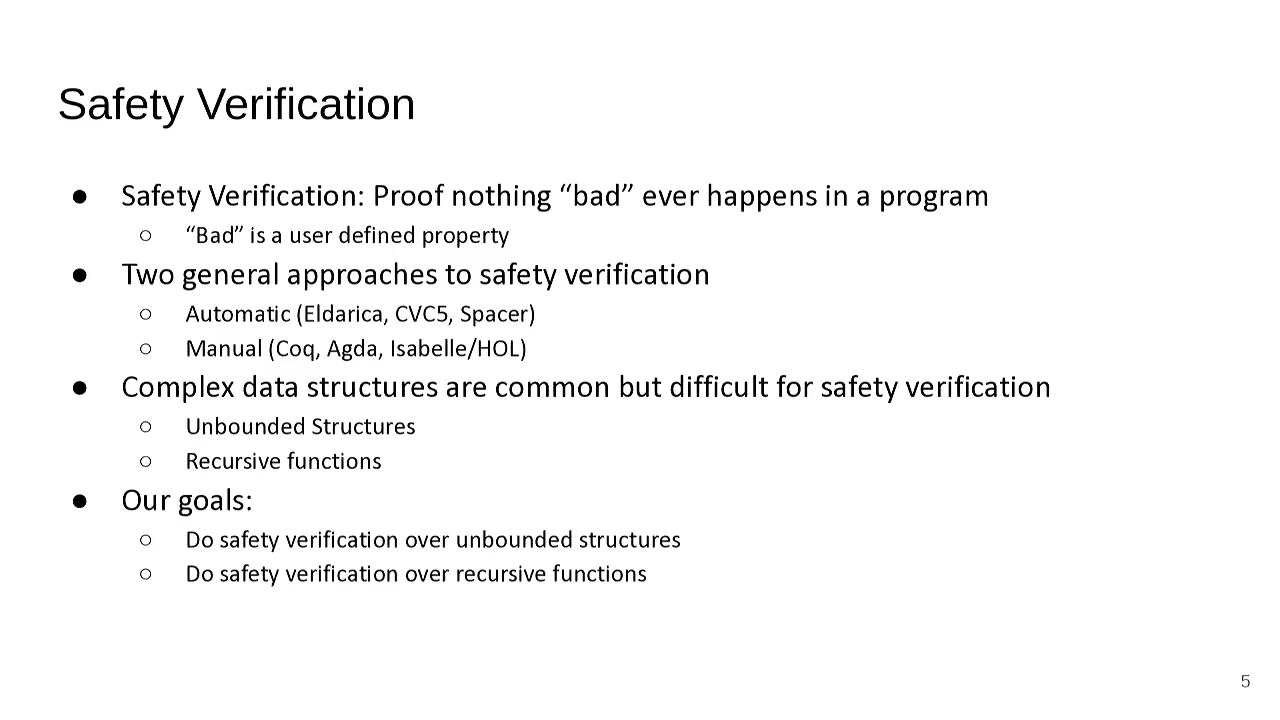 Safety Verification
● Safety Verification: Proof nothing “bad” ever happens in a program
○ “Bad” is a user defined property
● Two general approaches to safety verification
○ Automatic (Eldarica, CVC5, Spacer)
○ Manual (Coq, Agda, Isabelle/HOL)
● Complex data structures are common but difficult for safety verification
○ Unbounded Structures
○ Recursive functions
● Our goals:
○ Do safety verification over unbounded structures
○ Do safety verification over recursive functions
5